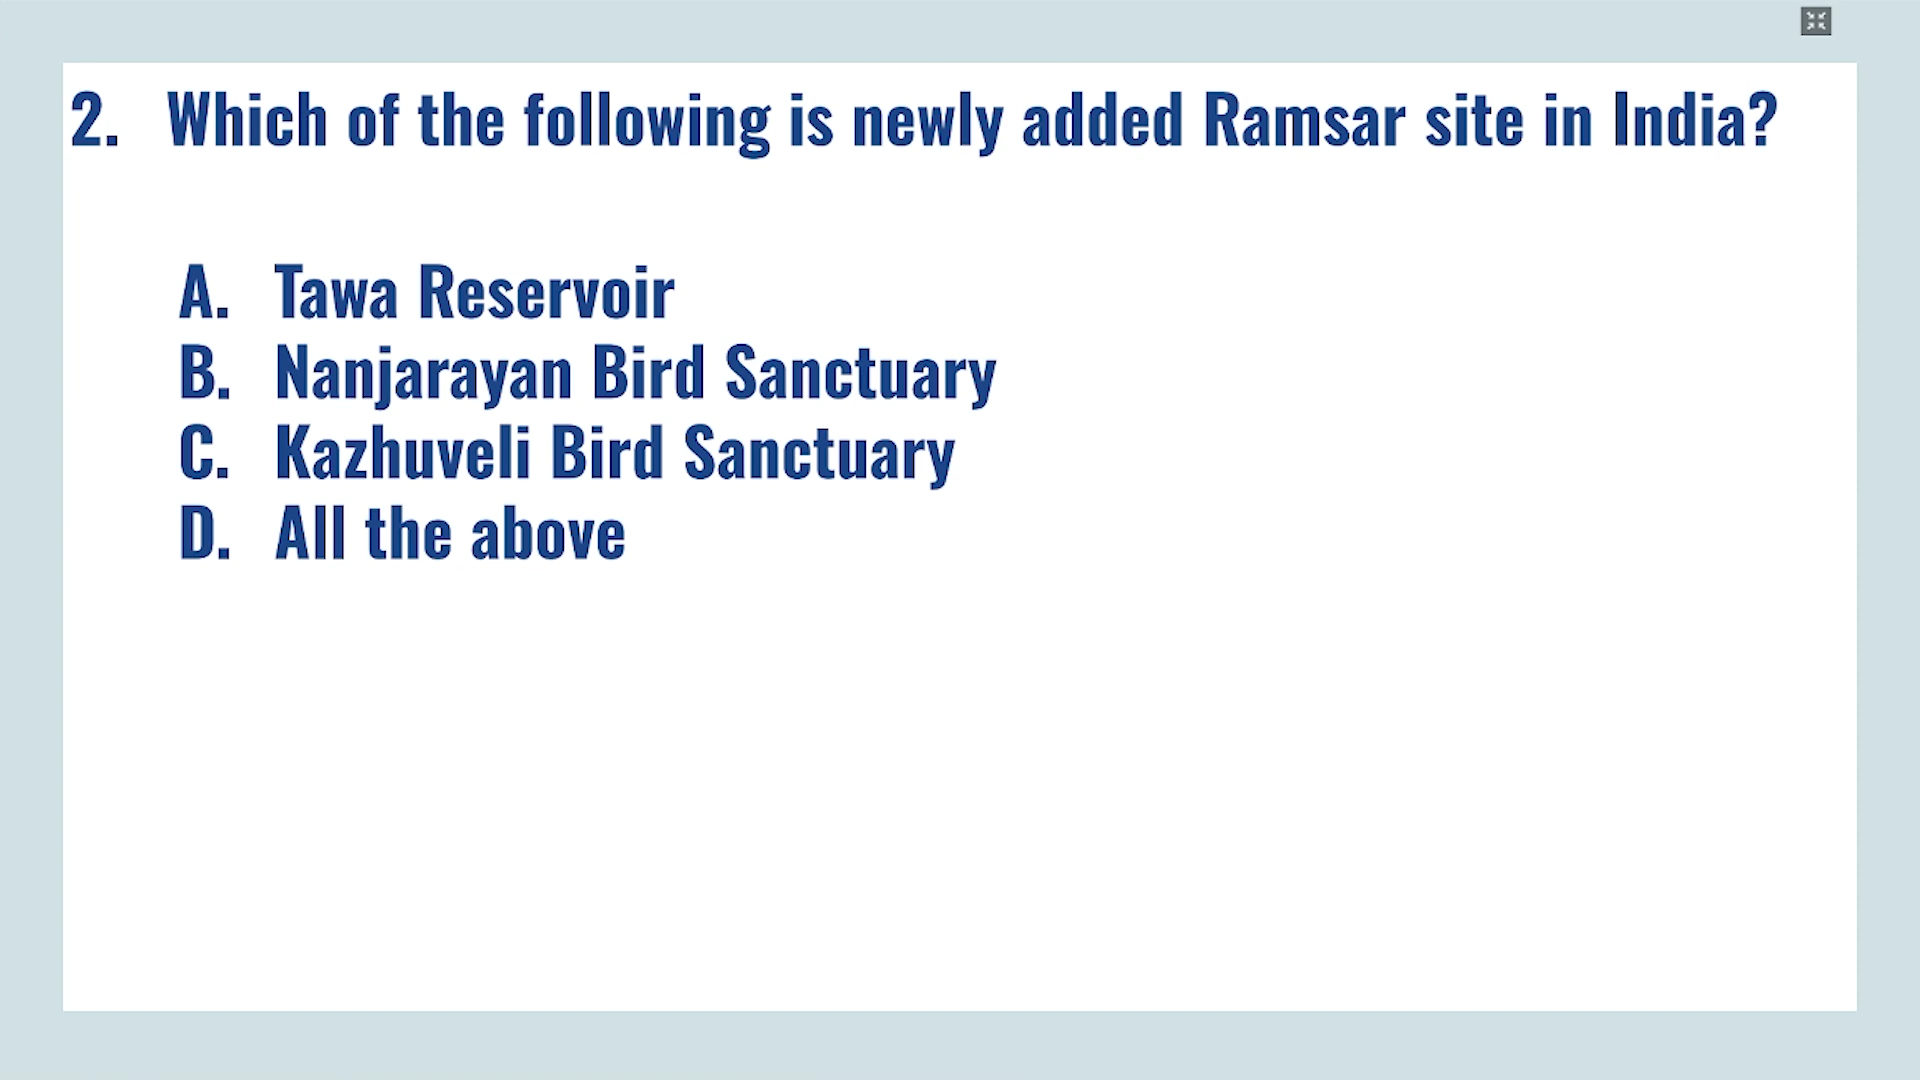 2. Which of the following is newly added Ramsar site in India?
A. Tawa Reservoir
B. Nanjarayan Bird Sanctuary
C. Kazhuveli Bird Sanctuary
D. All the above